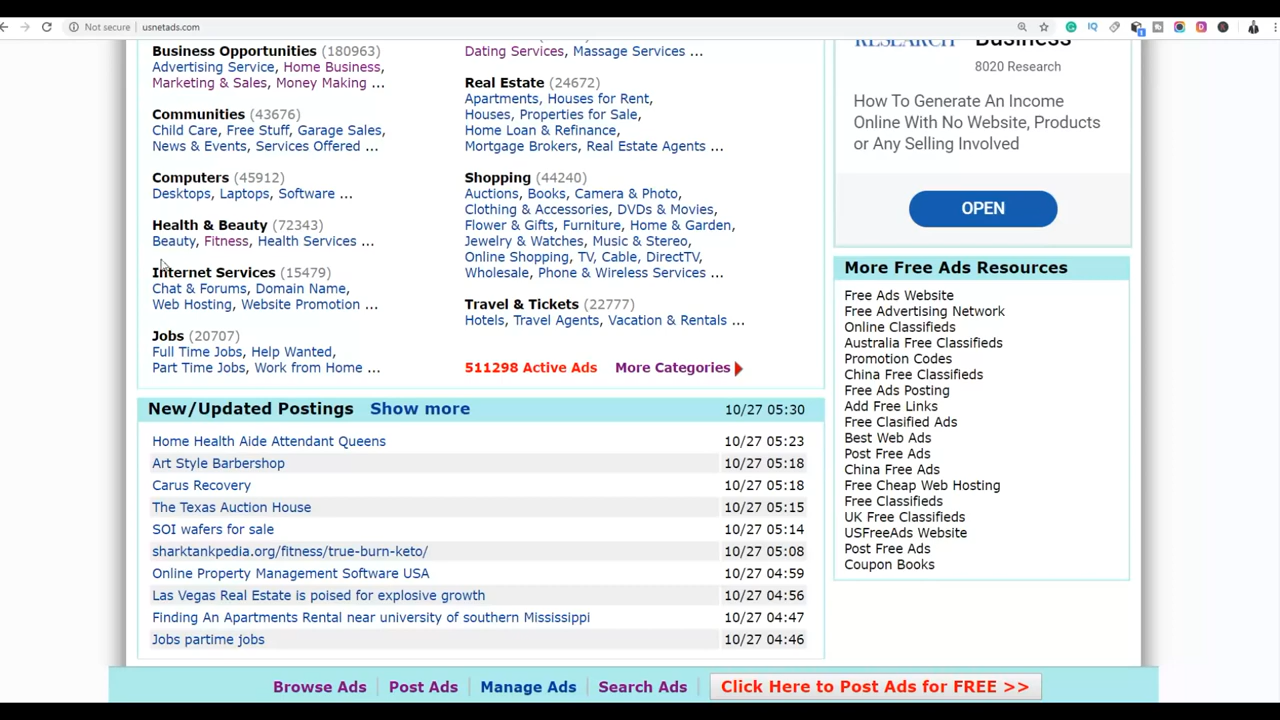 Not secure | usnetads.com
Business Opportunities (180963)
Advertising Service, Home Business,
Marketing & Sales, Money Making ...
Communities (43676)
Child Care, Free Stuff, Garage Sales,
News & Events, Services Offered ...
Computers (45912)
Desktops, Laptops, Software ...
Health & Beauty (72343)
Beauty, Fitness, Health Services ...
Internet Services (15479)
Chat & Forums, Domain Name,
Web Hosting, Website Promotion ...
Jobs (20707)
Full Time Jobs, Help Wanted,
Part Time Jobs, Work from Home ...
Dating Services, Massage Services ...
Real Estate (24672)
Apartments, Houses for Rent,
Houses, Properties for Sale,
Home Loan & Refinance,
Mortgage Brokers, Real Estate Agents ...
Shopping (44240)
Auctions, Books, Camera & Photo,
Clothing & Accessories, DVDs & Movies,
Flower & Gifts, Furniture, Home & Garden,
Jewelry & Watches, Music & Stereo,
Online Shopping, TV, Cable, DirectTV,
Wholesale, Phone & Wireless Services ...
Travel & Tickets (22777)
Hotels, Travel Agents, Vacation & Rentals ...
511298 Active Ads More Categories
New/Updated Postings Show more 10/27 05:30
Home Health Aide Attendant Queens 10/27 05:23
Art Style Barbershop 10/27 05:18
Carus Recovery 10/27 05:18
The Texas Auction House 10/27 05:15
SOI wafers for sale 10/27 05:14
sharktankpedia.org/fitness/true-burn-keto/ 10/27 05:08
Online Property Management Software USA 10/27 04:59
Las Vegas Real Estate is poised for explosive growth 10/27 04:56
Finding An Apartments Rental near university of southern Mississippi 10/27 04:47
Jobs partime jobs 10/27 04:46
RESEARCH Business
8020 Research
How To Generate An Income
Online With No Website, Products
or Any Selling Involved
OPEN
More Free Ads Resources
Free Ads Website
Free Advertising Network
Online Classifieds
Australia Free Classifieds
Promotion Codes
China Free Classifieds
Free Ads Posting
Add Free Links
Free Clasified Ads
Best Web Ads
Post Free Ads
China Free Ads
Free Cheap Web Hosting
Free Classifieds
UK Free Classifieds
USFreeAds Website
Post Free Ads
Coupon Books
Browse Ads | Post Ads | Manage Ads | Search Ads | Click Here to Post Ads for FREE >>